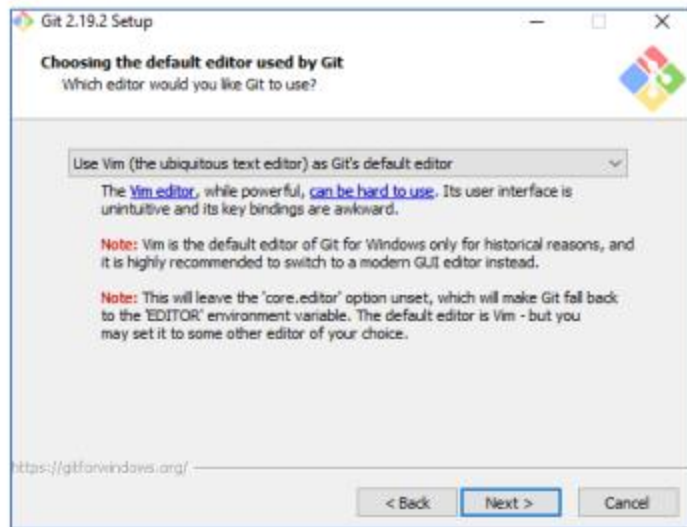 Git 2.19.2 Setup
Choosing the default editor used by Git
Which editor would you like Git to use?
Use Vim (the ubiquitous text editor) as Git's default editor
The Vim editor, while powerful, can be hard to use. Its user interface is
unintuitive and its key bindings are awkward.
Note: Vim is the default editor of Git for Windows only for historical reasons, and
it is highly recommended to switch to a modern GUI editor instead.
Note: This will leave the 'core.editor' option unset, which will make Git fall back
to the 'EDITOR' environment variable. The default editor is Vim - but you
may set it to some other editor of your choice.
https://gitforwindows.org/
< Back Next > Cancel